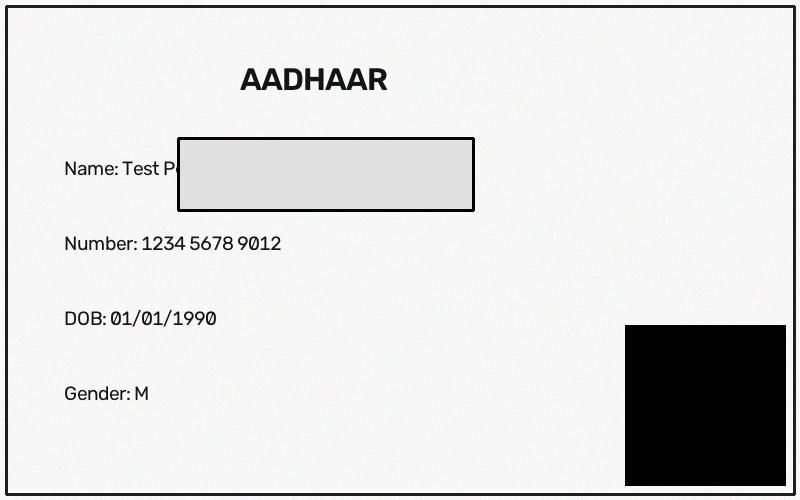 AADHAAR
Name: Test
Number: 1234 5678 9012
DOB: 01/01/1990
Gender: M